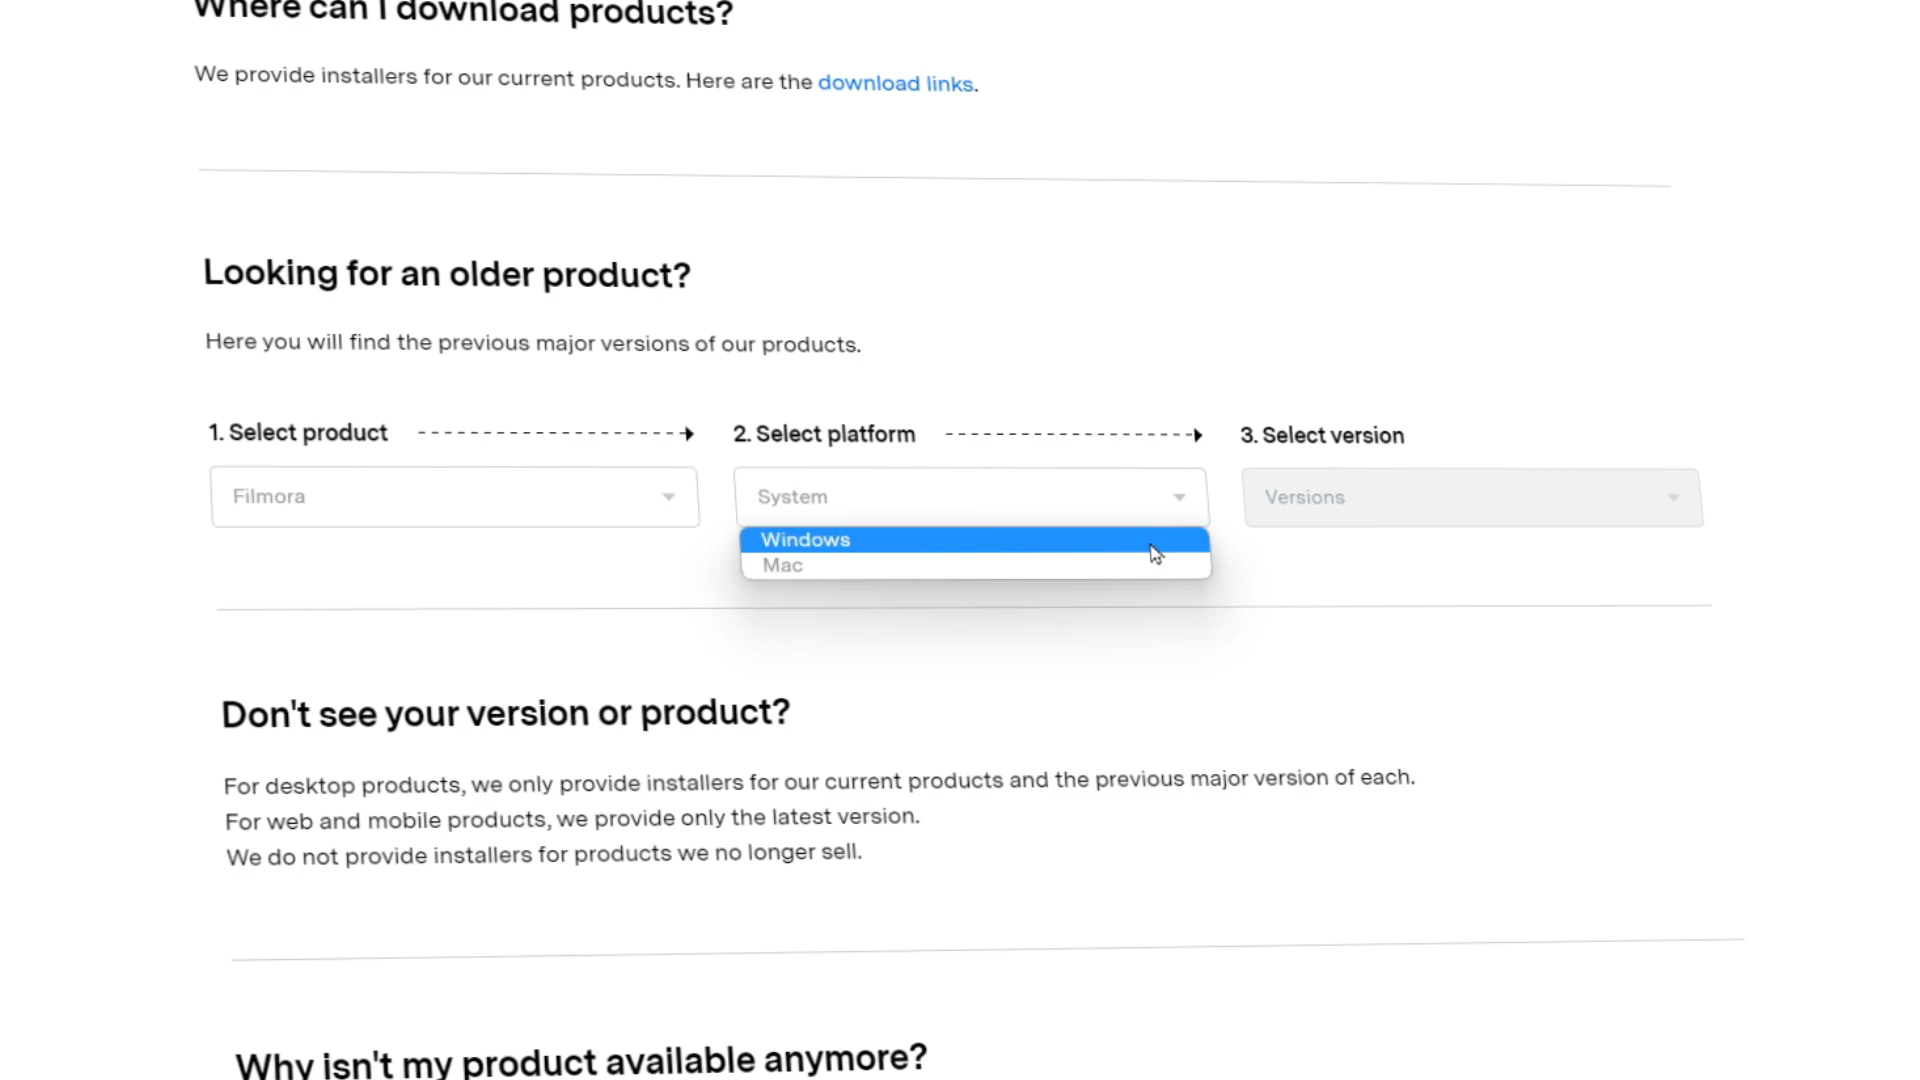 Where can I download products?
We provide installers for our current products. Here are the download links.
Looking for an older product?
Here you will find the previous major versions of our products.
1. Select product
2. Select platform
3. Select version
Filmora
System
Versions
Windows
Mac
Don't see your version or product?
For desktop products, we only provide installers for our current products and the previous major version of each.
For web and mobile products, we provide only the latest version.
We do not provide installers for products we no longer sell.
Why isn't my product available anymore?